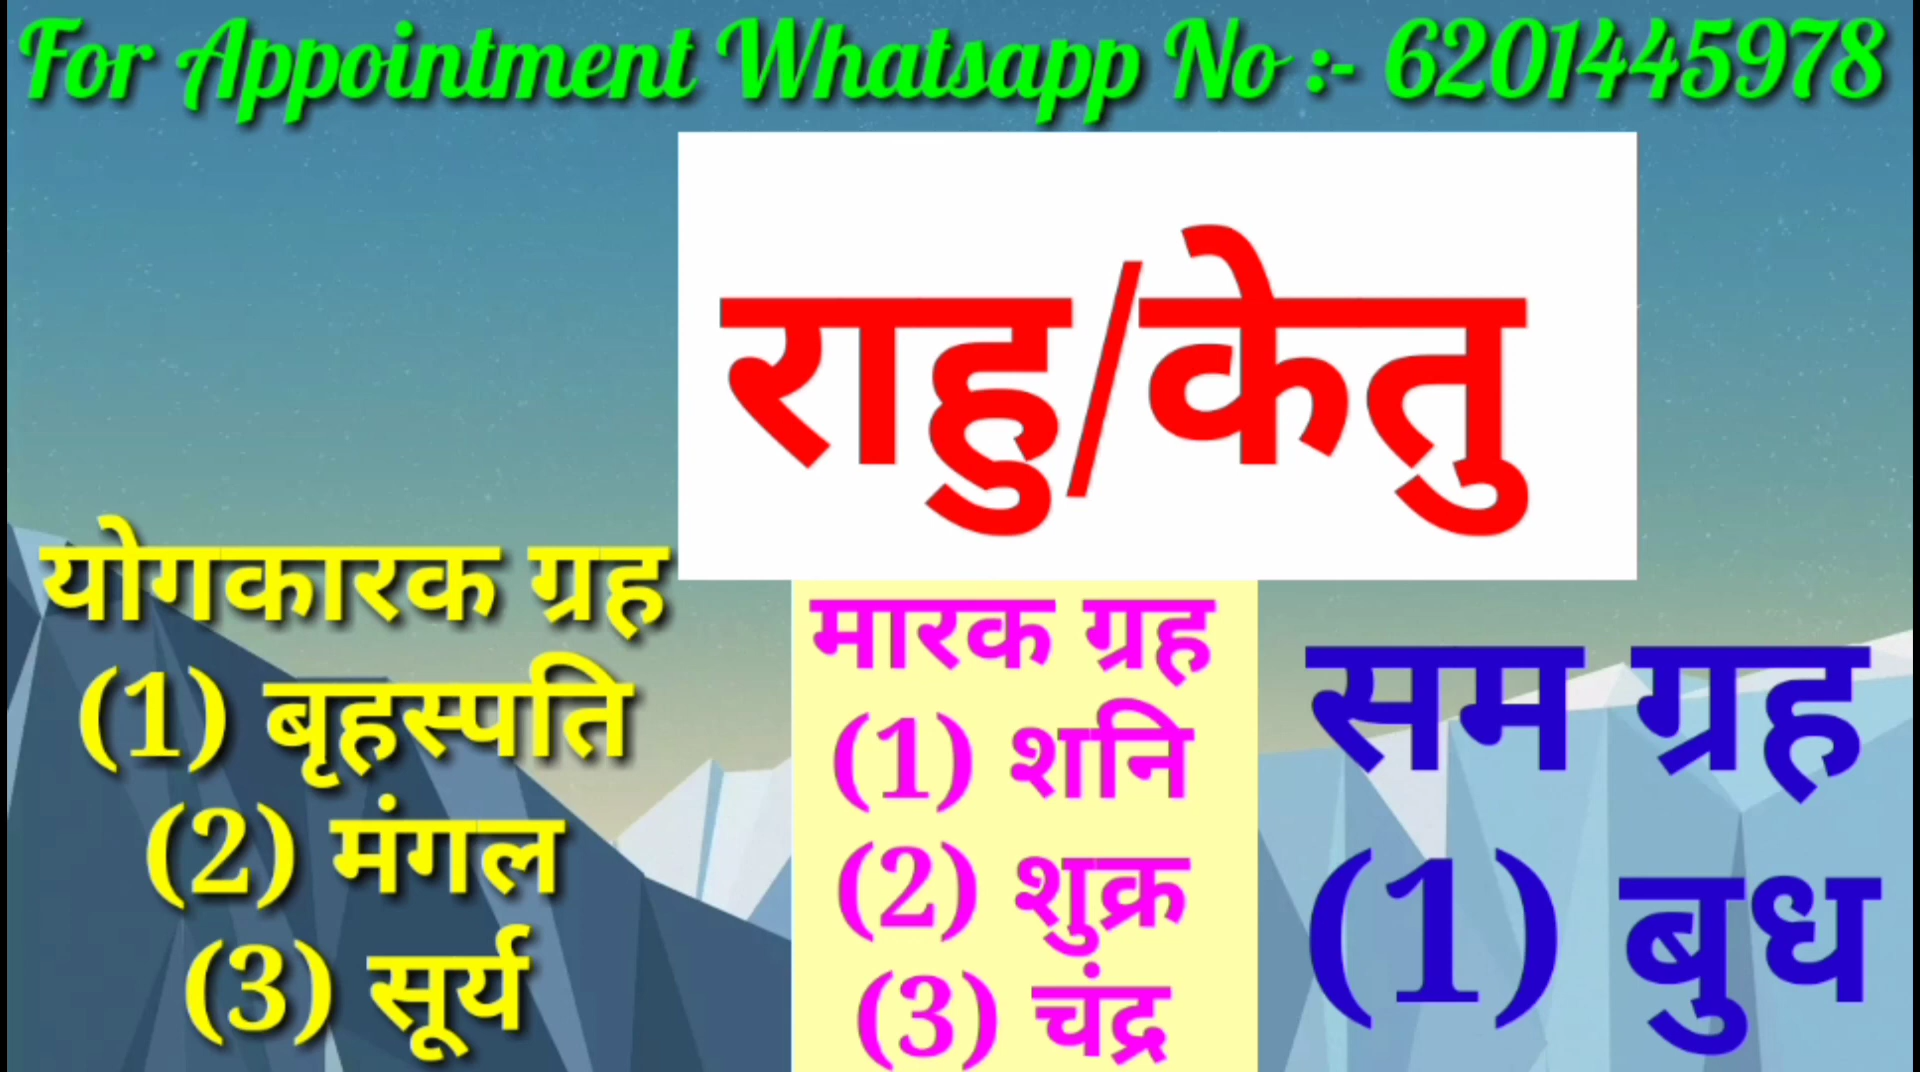 For Appointment Whatsapp No :- 6201445978
राहु/केतु
योगकारक ग्रह
(1) बृहस्पति
(2) मंगल
(3) सूर्य
मारक ग्रह
(1) शनि
(2) शुक्र
(3) चंद्र
सम ग्रह
(1) बुध